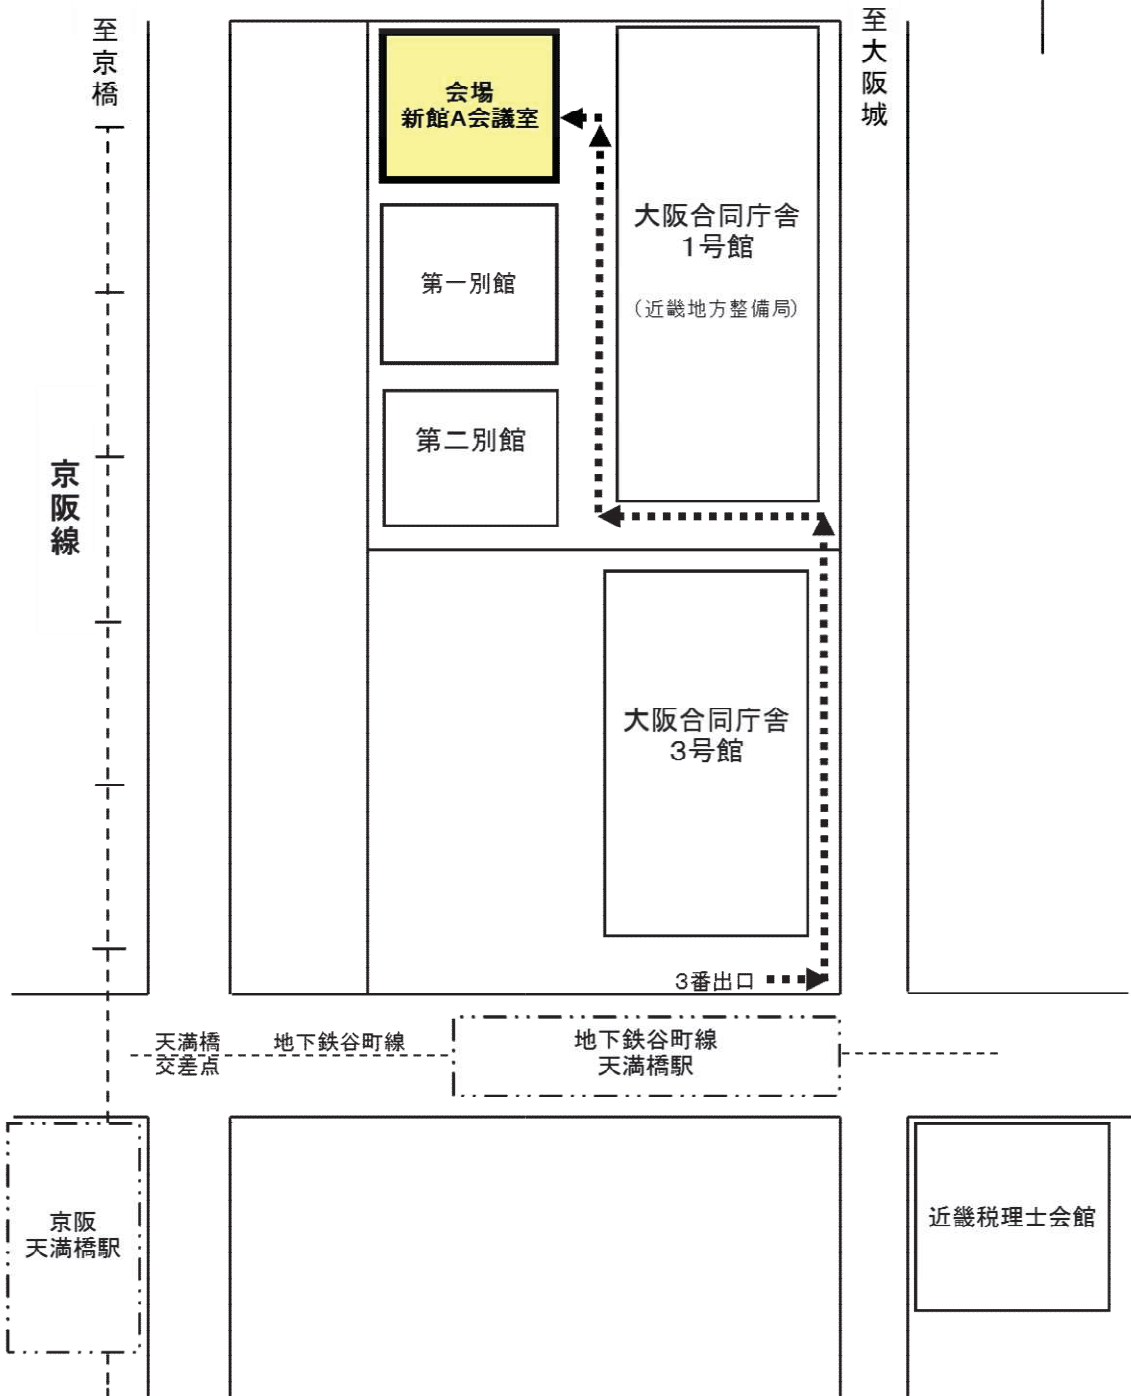 至京橋
至大阪城
会場
新館A会議室
大阪合同庁舎
1号館
(近畿地方整備局)
第一別館
第二別館
京阪線
大阪合同庁舎
3号館
3番出口
天満橋
交差点
地下鉄谷町線
地下鉄谷町線
天満橋駅
京阪
天満橋駅
近畿税理士会館